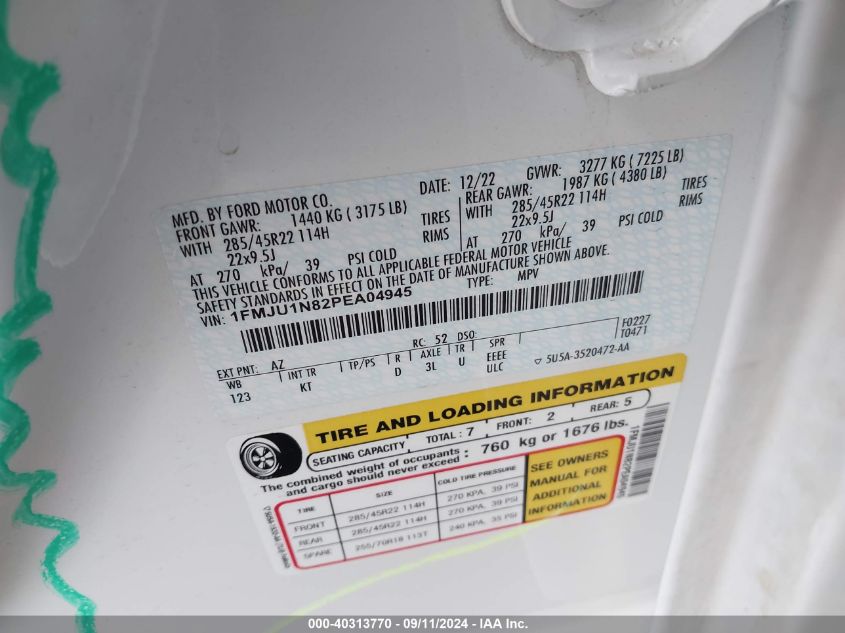 MFD. BY FORD MOTOR CO.
DATE: 12/22 GVWR: 3277 KG ( 7225 LB)
FRONT GAWR: 1440 KG ( 3175 LB)
REAR GAWR: 1987 KG ( 4380 LB)
WITH 285/45R22 114H TIRES
WITH 285/45R22 114H TIRES
22x9.5J RIMS
22x9.5J RIMS
AT 270 kPa/ 39 PSI COLD
AT 270 kPa/ 39 PSI COLD
THIS VEHICLE CONFORMS TO ALL APPLICABLE FEDERAL MOTOR VEHICLE
SAFETY STANDARDS IN EFFECT ON THE DATE OF MANUFACTURE SHOWN ABOVE.
VIN: 1FMJU1N82PEA04945 TYPE: MPV
F0227
T0471
EXT PNT: AZ RC: 52 DSO:
WB INT TR TP/PS R AXLE TR SPR
123 KT D 3L U EEEE
ULC
5U5A-3520472-AA
TIRE AND LOADING INFORMATION
SEATING CAPACITY TOTAL: 7 FRONT: 2 REAR: 5
The combined weight of occupants and cargo should never exceed : 760 kg or 1676 lbs.
TIRE SIZE COLD TIRE PRESSURE
FRONT 285/45R22 114H 270 KPA, 39 PSI
REAR 285/45R22 114H 270 KPA, 39 PSI
SPARE 255/70R18 113T 240 KPA, 35 PSI
SEE OWNERS
MANUAL FOR
ADDITIONAL
INFORMATION
000-40313770 - 09/11/2024 - IAA Inc.